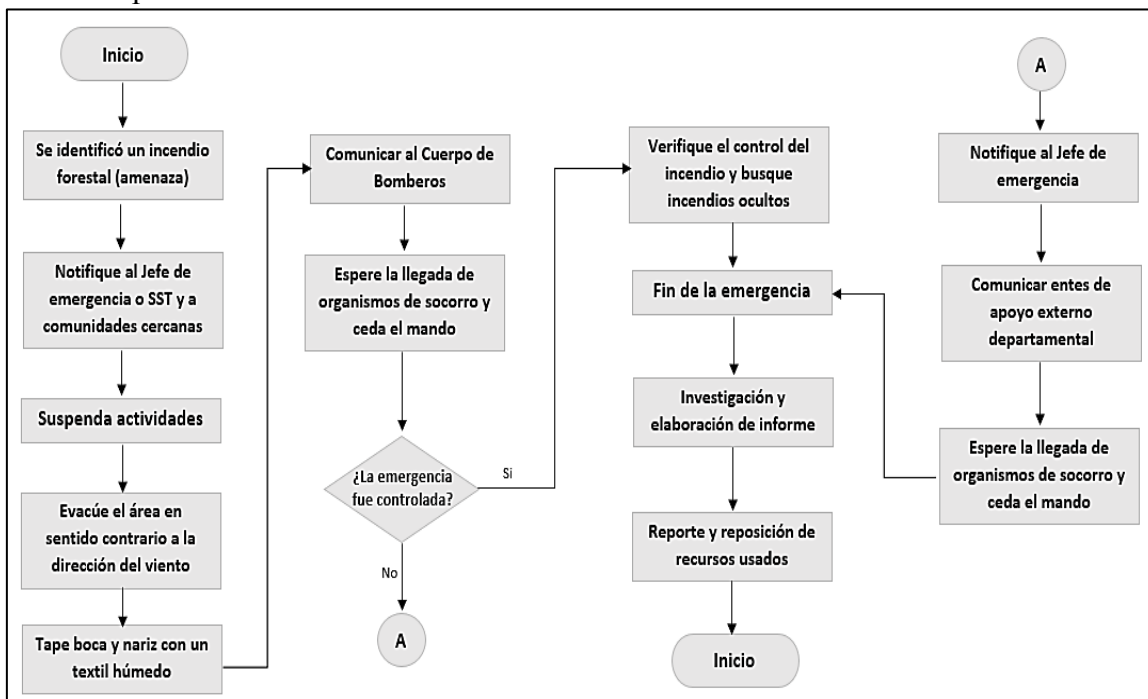 Inicio
Se identificó un incendio
forestal (amenaza)
Notifique al Jefe de
emergencia o SST y a
comunidades cercanas
Suspenda actividades
Evacúe el área en
sentido contrario a la
dirección del viento
Tape boca y nariz con un
textil húmedo
Comunicar al Cuerpo de
Bomberos
Espere la llegada de
organismos de socorro y
ceda el mando
¿La emergencia
fue controlada?
Si
No
A
Verifique el control del
incendio y busque
incendios ocultos
Fin de la emergencia
Investigación y
elaboración de informe
Reporte y reposición de
recursos usados
Inicio
A
Notifique al Jefe de
emergencia
Comunicar entes de
apoyo externo
departamental
Espere la llegada de
organismos de socorro y
ceda el mando